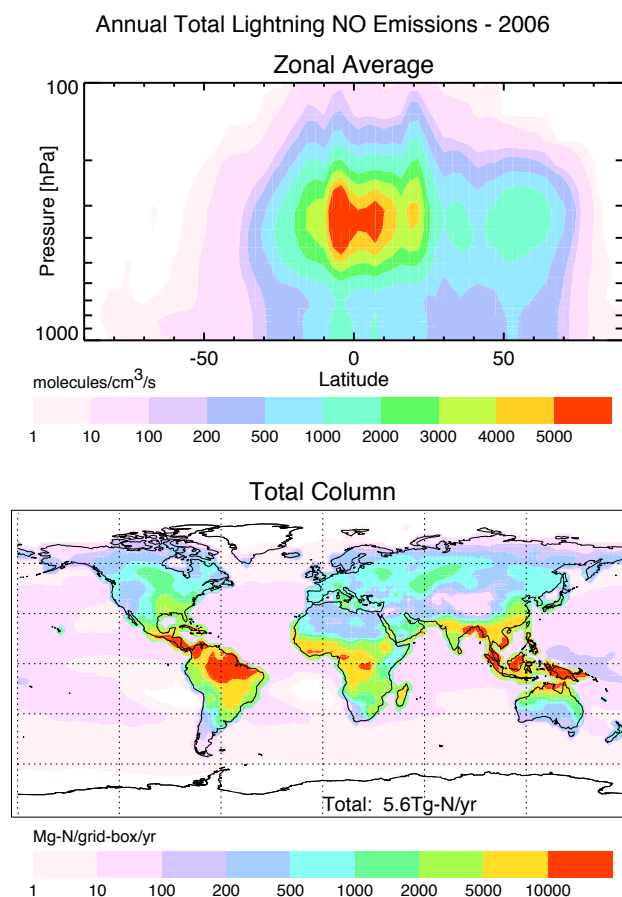 Annual Total Lightning NO Emissions - 2006
Zonal Average
100
Pressure [hPa]
1000
-50 0 50
Latitude
molecules/cm³/s
1 10 100 200 500 1000 2000 3000 4000 5000
Total Column
Total: 5.6Tg-N/yr
Mg-N/grid-box/yr
1 10 100 200 500 1000 2000 5000 10000